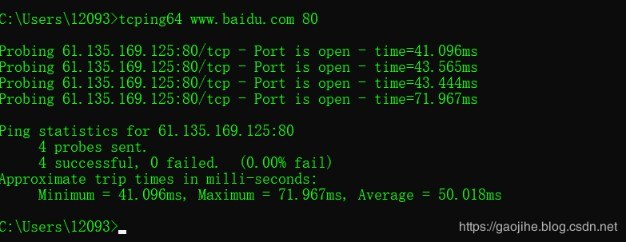 C:\Users\12093>tcping64 www.baidu.com 80
Probing 61.135.169.125:80/tcp - Port is open - time=41.096ms
Probing 61.135.169.125:80/tcp - Port is open - time=43.565ms
Probing 61.135.169.125:80/tcp - Port is open - time=43.444ms
Probing 61.135.169.125:80/tcp - Port is open - time=71.967ms
Ping statistics for 61.135.169.125:80
4 probes sent.
4 successful, 0 failed. (0.00% fail)
Approximate trip times in milli-seconds:
Minimum = 41.096ms, Maximum = 71.967ms, Average = 50.018ms
C:\Users\12093>
https://gaojihe.blog.csdn.net